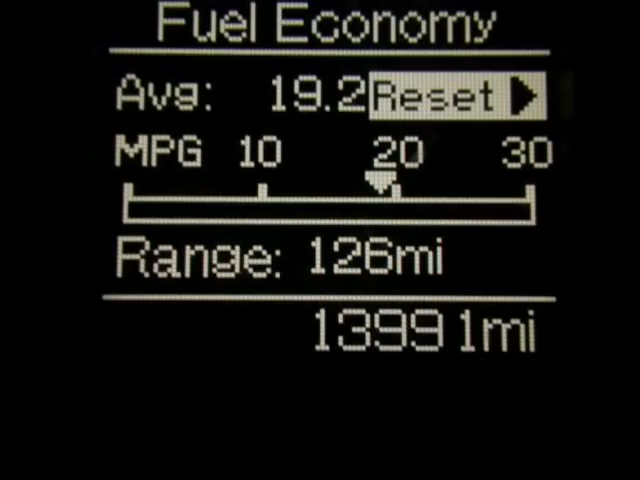 Fuel Economy
Avg: 19.2 Reset
MPG 10 20 30
Range: 126mi
13991mi